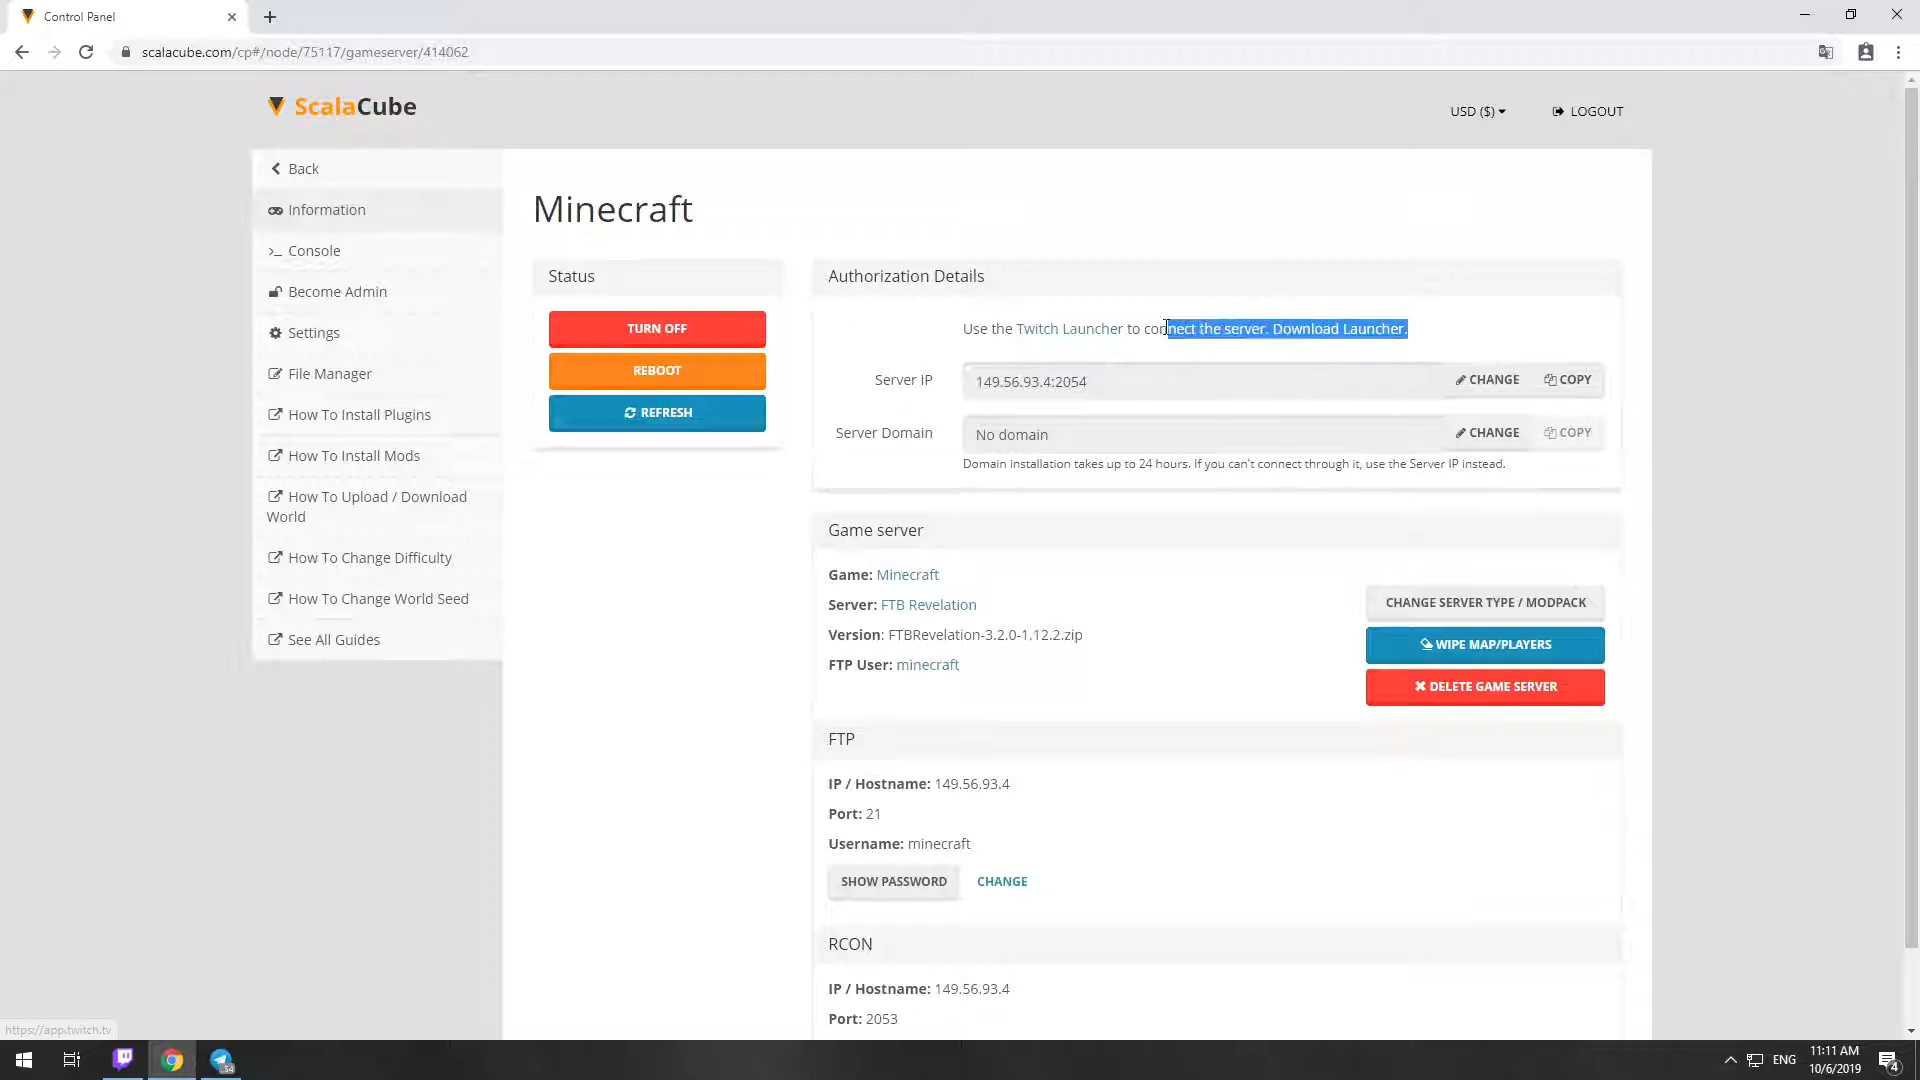 Control Panel
scalacube.com/cp#/node/75117/gameserver/414062
ScalaCube
USD ($)
LOGOUT
Back
Information
Console
Become Admin
Settings
File Manager
How To Install Plugins
How To Install Mods
How To Upload / Download
World
How To Change Difficulty
How To Change World Seed
See All Guides
Minecraft
Status
TURN OFF
REBOOT
REFRESH
Authorization Details
Use the Twitch Launcher to connect the server. Download Launcher.
Server IP
149.56.93.4:2054
CHANGE
COPY
Server Domain
No domain
CHANGE
COPY
Domain installation takes up to 24 hours. If you can't connect through it, use the Server IP instead.
Game server
Game: Minecraft
Server: FTB Revelation
Version: FTBRevelation-3.2.0-1.12.2.zip
FTP User: minecraft
CHANGE SERVER TYPE / MODPACK
WIPE MAP/PLAYERS
DELETE GAME SERVER
FTP
IP / Hostname: 149.56.93.4
Port: 21
Username: minecraft
SHOW PASSWORD
CHANGE
RCON
IP / Hostname: 149.56.93.4
Port: 2053
https://app.twitch.tv
.54
ENG
11:11 AM
10/6/2019
4